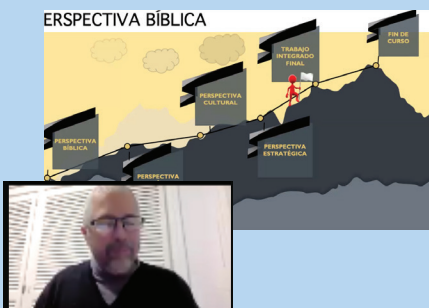 ERSPECTIVA BÍBLICA
FIN DE
CURSO
TRABAJO
INTEGRADO
FINAL
PERSPECTIVA
CULTURAL
PERSPECTIVA
BÍBLICA
PERSPECTIVA
ESTRATÉGICA
PERSPECTIVA